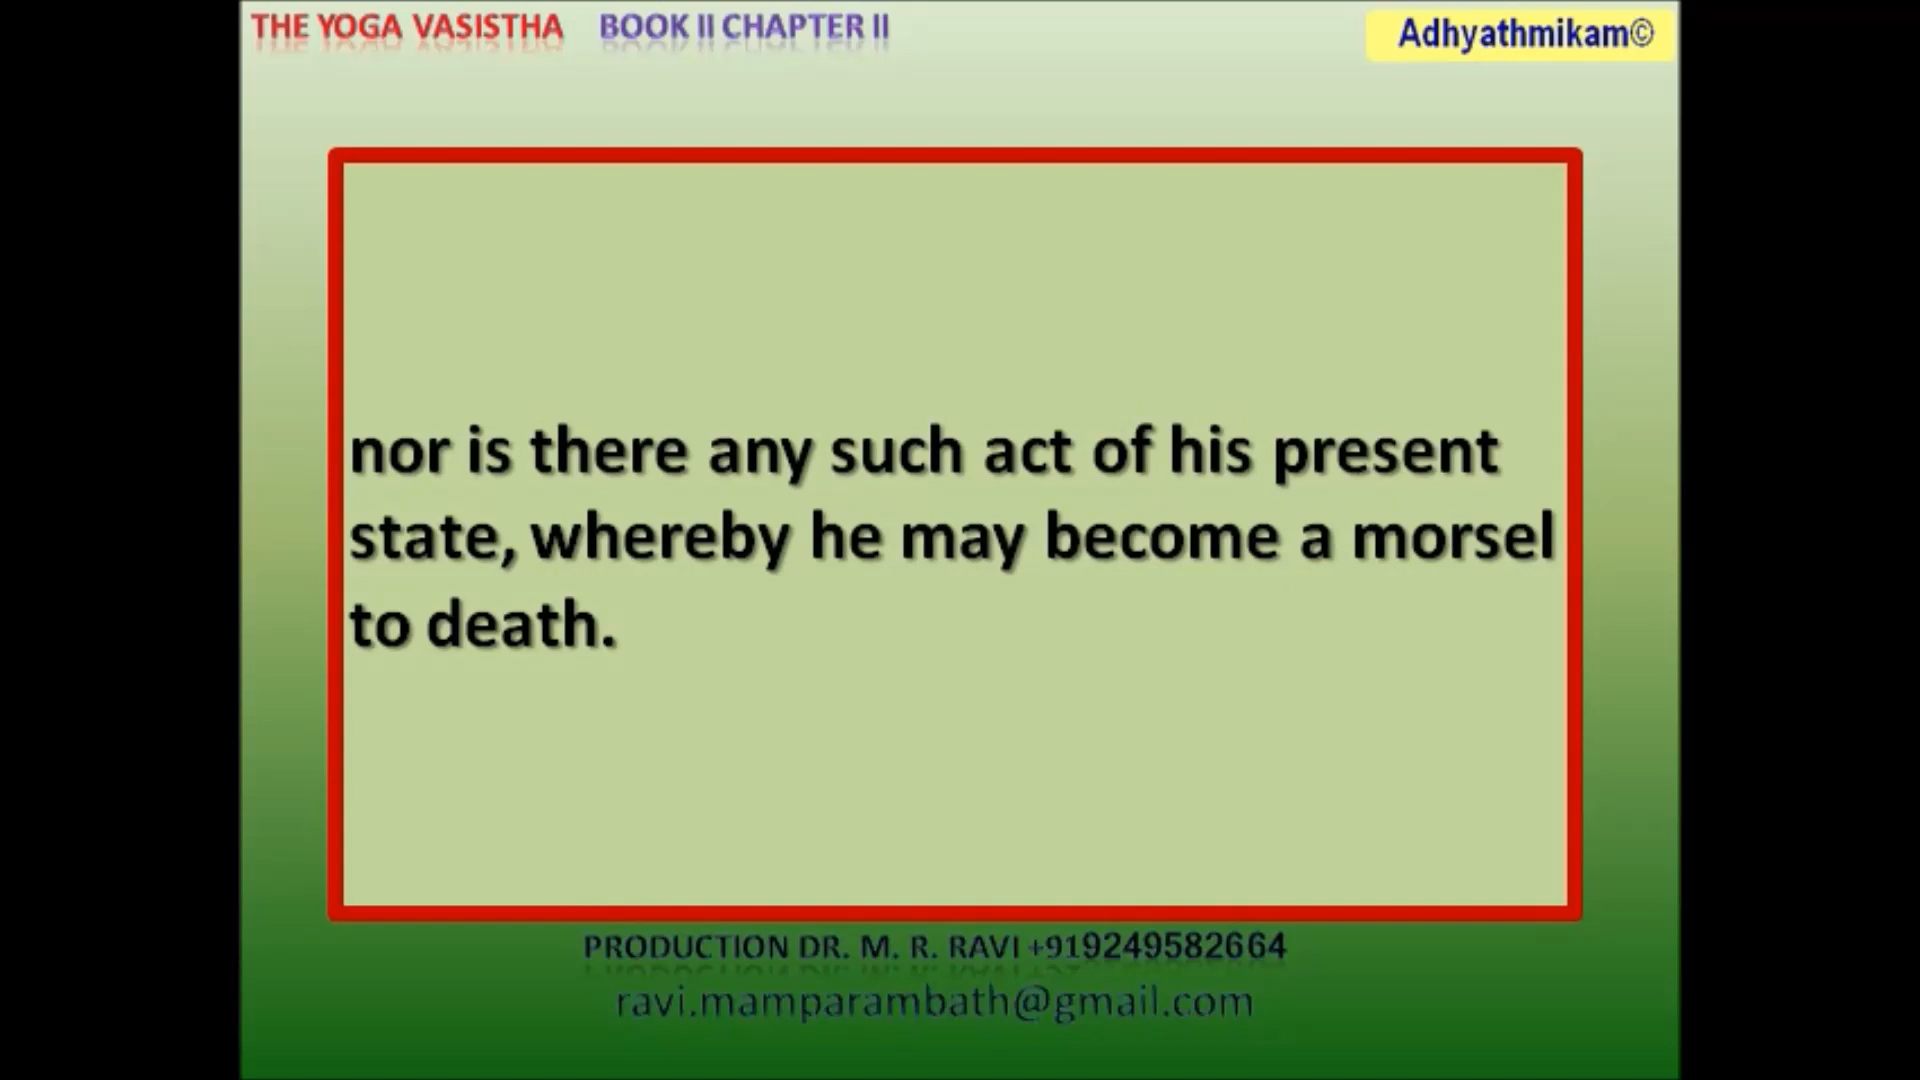 THE YOGA VASISTHA BOOK II CHAPTER II
Adhyathmikam©
nor is there any such act of his present
state, whereby he may become a morsel
to death.
PRODUCTION DR. M. R. RAVI +919249582664
ravi.mamparambath@gmail.com